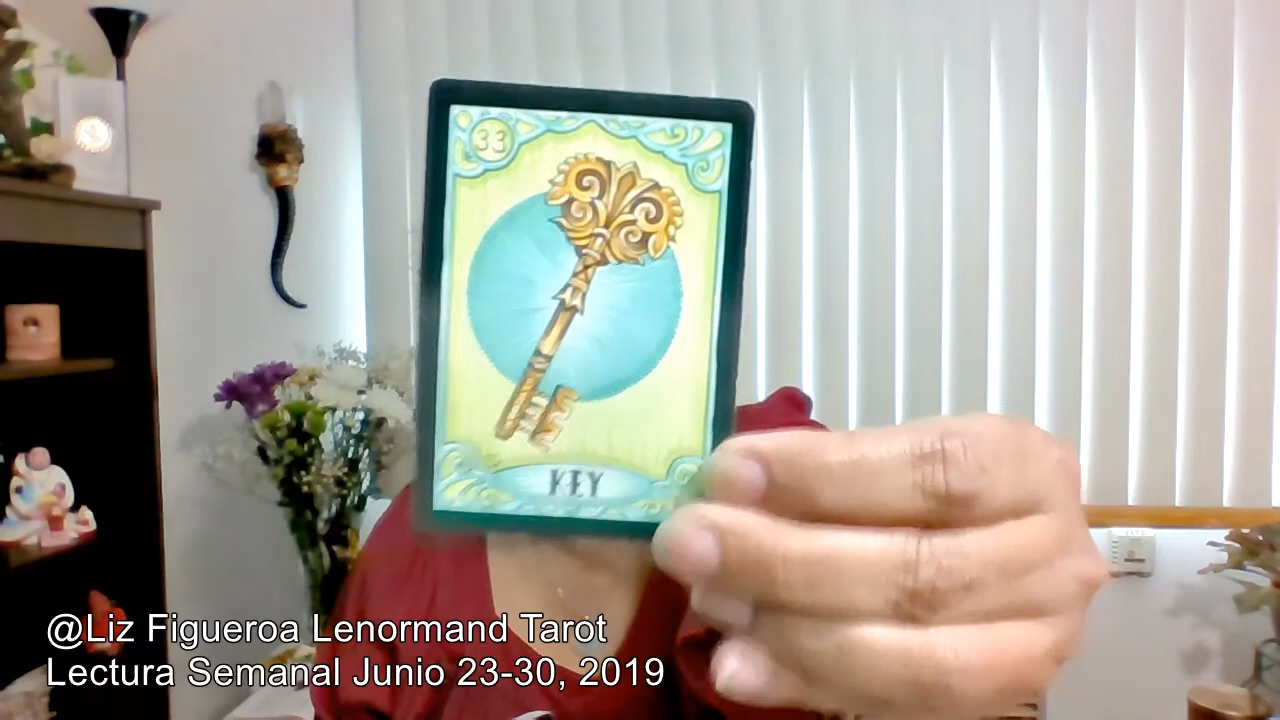 33
KEY
@Liz Figueroa Lenormand Tarot
Lectura Semanal Junio 23-30, 2019